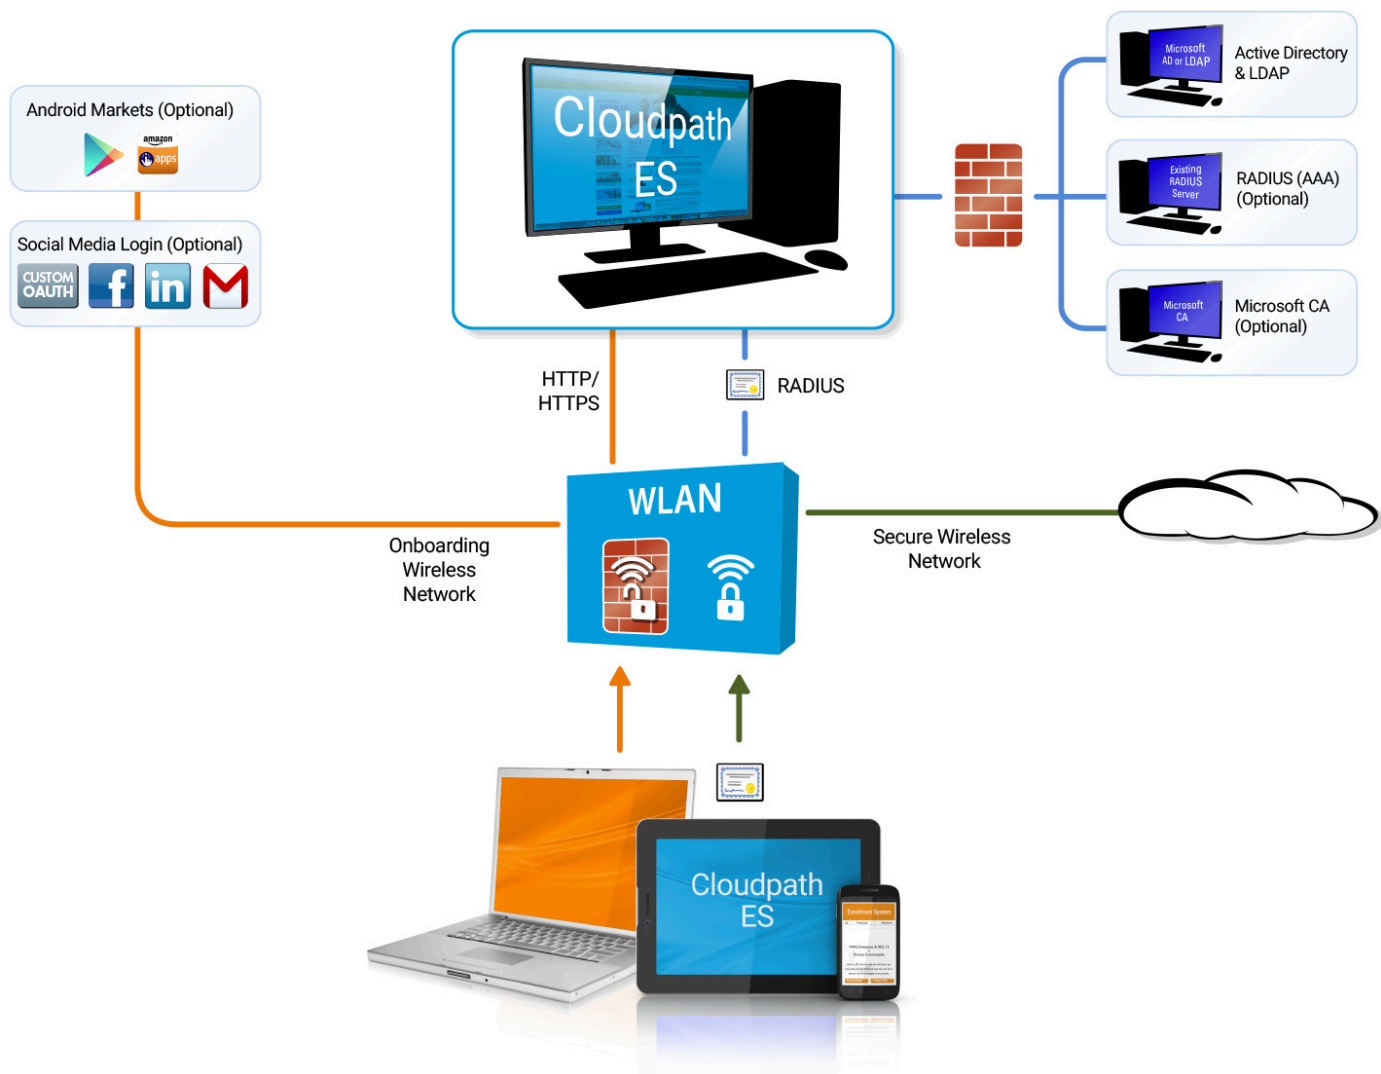 Android Markets (Optional)
amazon
apps
Social Media Login (Optional)
CUSTOM
OAUTH
f
in
Cloudpath
ES
Microsoft
AD or LDAP
Active Directory
& LDAP
Existing
RADIUS
Server
RADIUS (AAA)
(Optional)
Microsoft
CA
Microsoft CA
(Optional)
HTTP/
HTTPS
RADIUS
WLAN
Onboarding
Wireless
Network
Secure Wireless
Network
Cloudpath
ES
Enrollment System